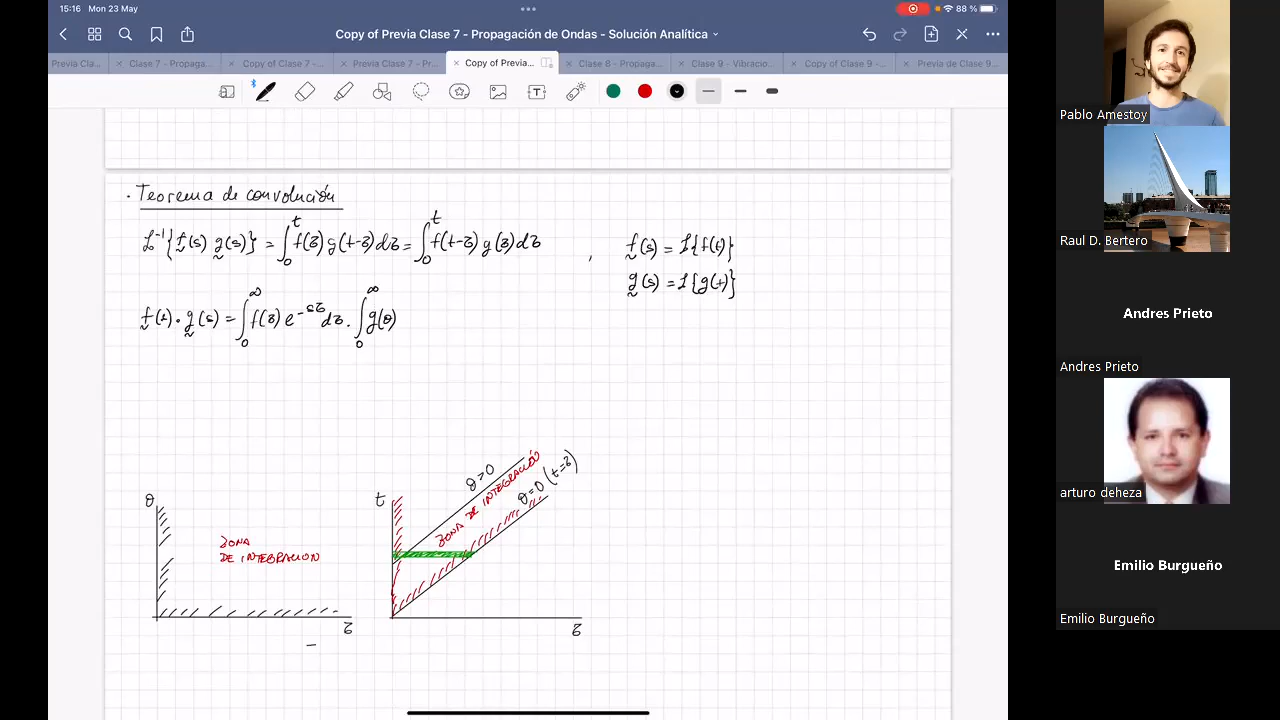 15:16 Mon 23 May
88 %
Copy of Previa Clase 7 - Propagación de Ondas - Solución Analítica
Previa Cla...
Clase 7 - Propaga...
Copy of Clase 7 -...
Previa Clase 7 - Pr...
Copy of Previa...
Clase 8 - Propaga...
Clase 9 - Vibracio...
Copy of Clase 9 -...
Previa de Clase 9...
· Teorema de convolución
ℒ⁻¹{f(s) g(s)} = ∫₀ᵗ f(τ) g(t-τ) dτ = ∫₀ᵗ f(t-τ) g(τ) dτ , f(s) = ℒ{f(t)}
g(s) = ℒ{g(t)}
f(t) · g(s) = ∫₀^∞ f(τ) e^-sτ dτ · ∫₀^∞ g(θ)
θ
ZONA
DE INTEGRACION
τ
t
θ>0
ZONA DE INTEGRACIÓN
θ=0 (t=τ)
τ
Pablo Amestoy
Raul D. Bertero
Andres Prieto
Andres Prieto
arturo deheza
Emilio Burgueño
Emilio Burgueño